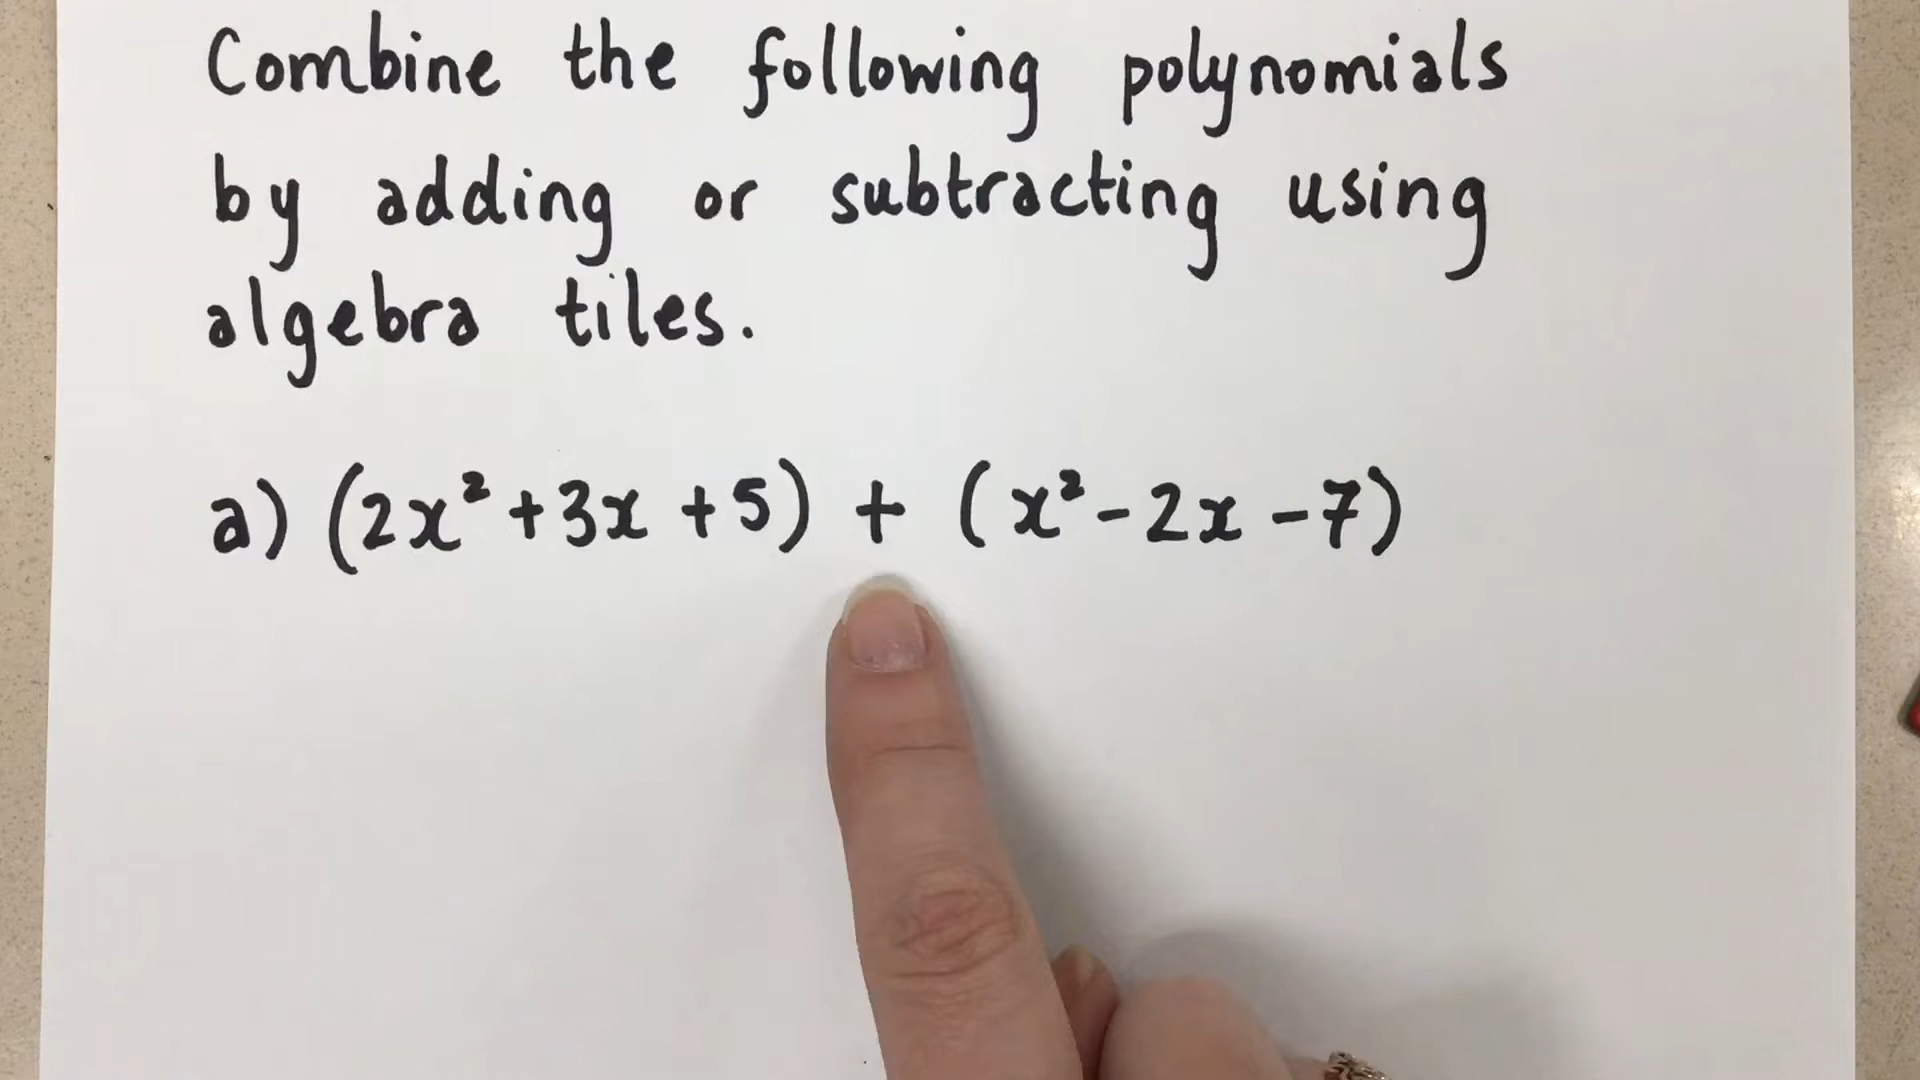 Combine the following polynomials
by adding or subtracting using
algebra tiles.
a) (2x² +3x +5) + (x² - 2x - 7)